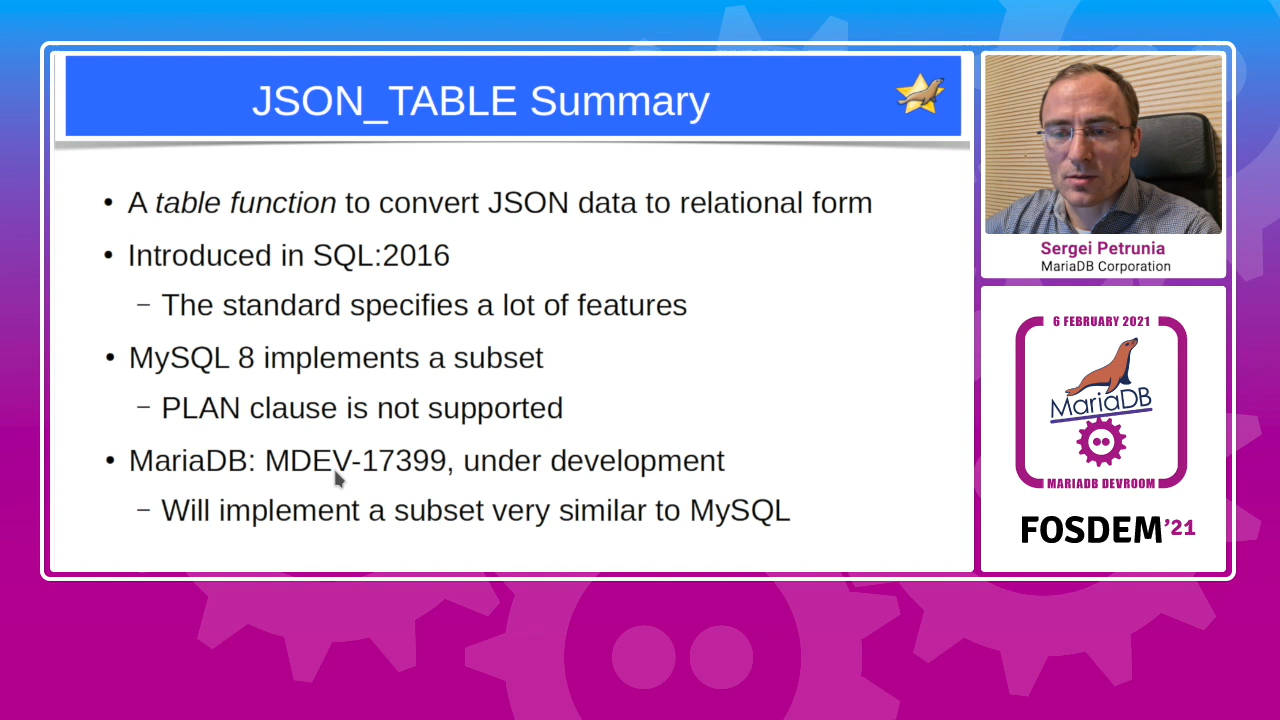 JSON_TABLE Summary
• A table function to convert JSON data to relational form
• Introduced in SQL:2016
– The standard specifies a lot of features
• MySQL 8 implements a subset
– PLAN clause is not supported
• MariaDB: MDEV-17399, under development
– Will implement a subset very similar to MySQL
Sergei Petrunia
MariaDB Corporation
6 FEBRUARY 2021
MariaDB
MARIADB DEVROOM
FOSDEM'21